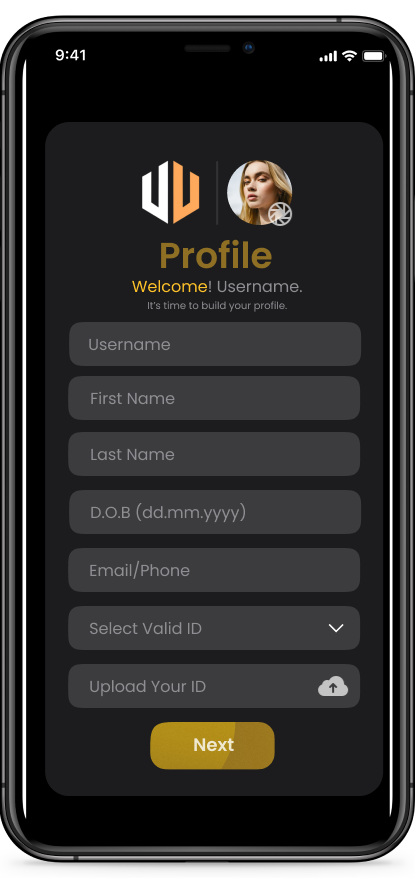 9:41
Profile
Welcome! Username.
It's time to build your profile.
Username
First Name
Last Name
D.O.B (dd.mm.yyyy)
Email/Phone
Select Valid ID
Upload Your ID
Next